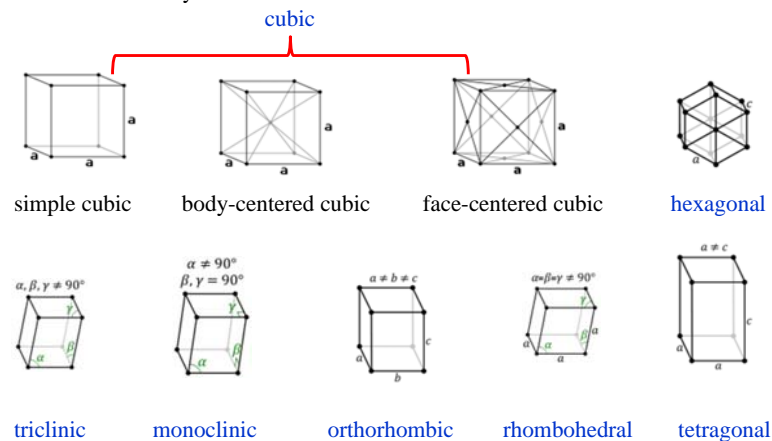 cubic
a
a
a
a
a
a
a
a
c
a
simple cubic body-centered cubic face-centered cubic hexagonal
α, β, γ ≠ 90°
α ≠ 90°
β, γ = 90°
a ≠ b ≠ c
α=β=γ ≠ 90°
a ≠ c
γ
α
β
γ
α
β
c
a
b
γ
a
a
α
β
a
c
a
a
triclinic monoclinic orthorhombic rhombohedral tetragonal